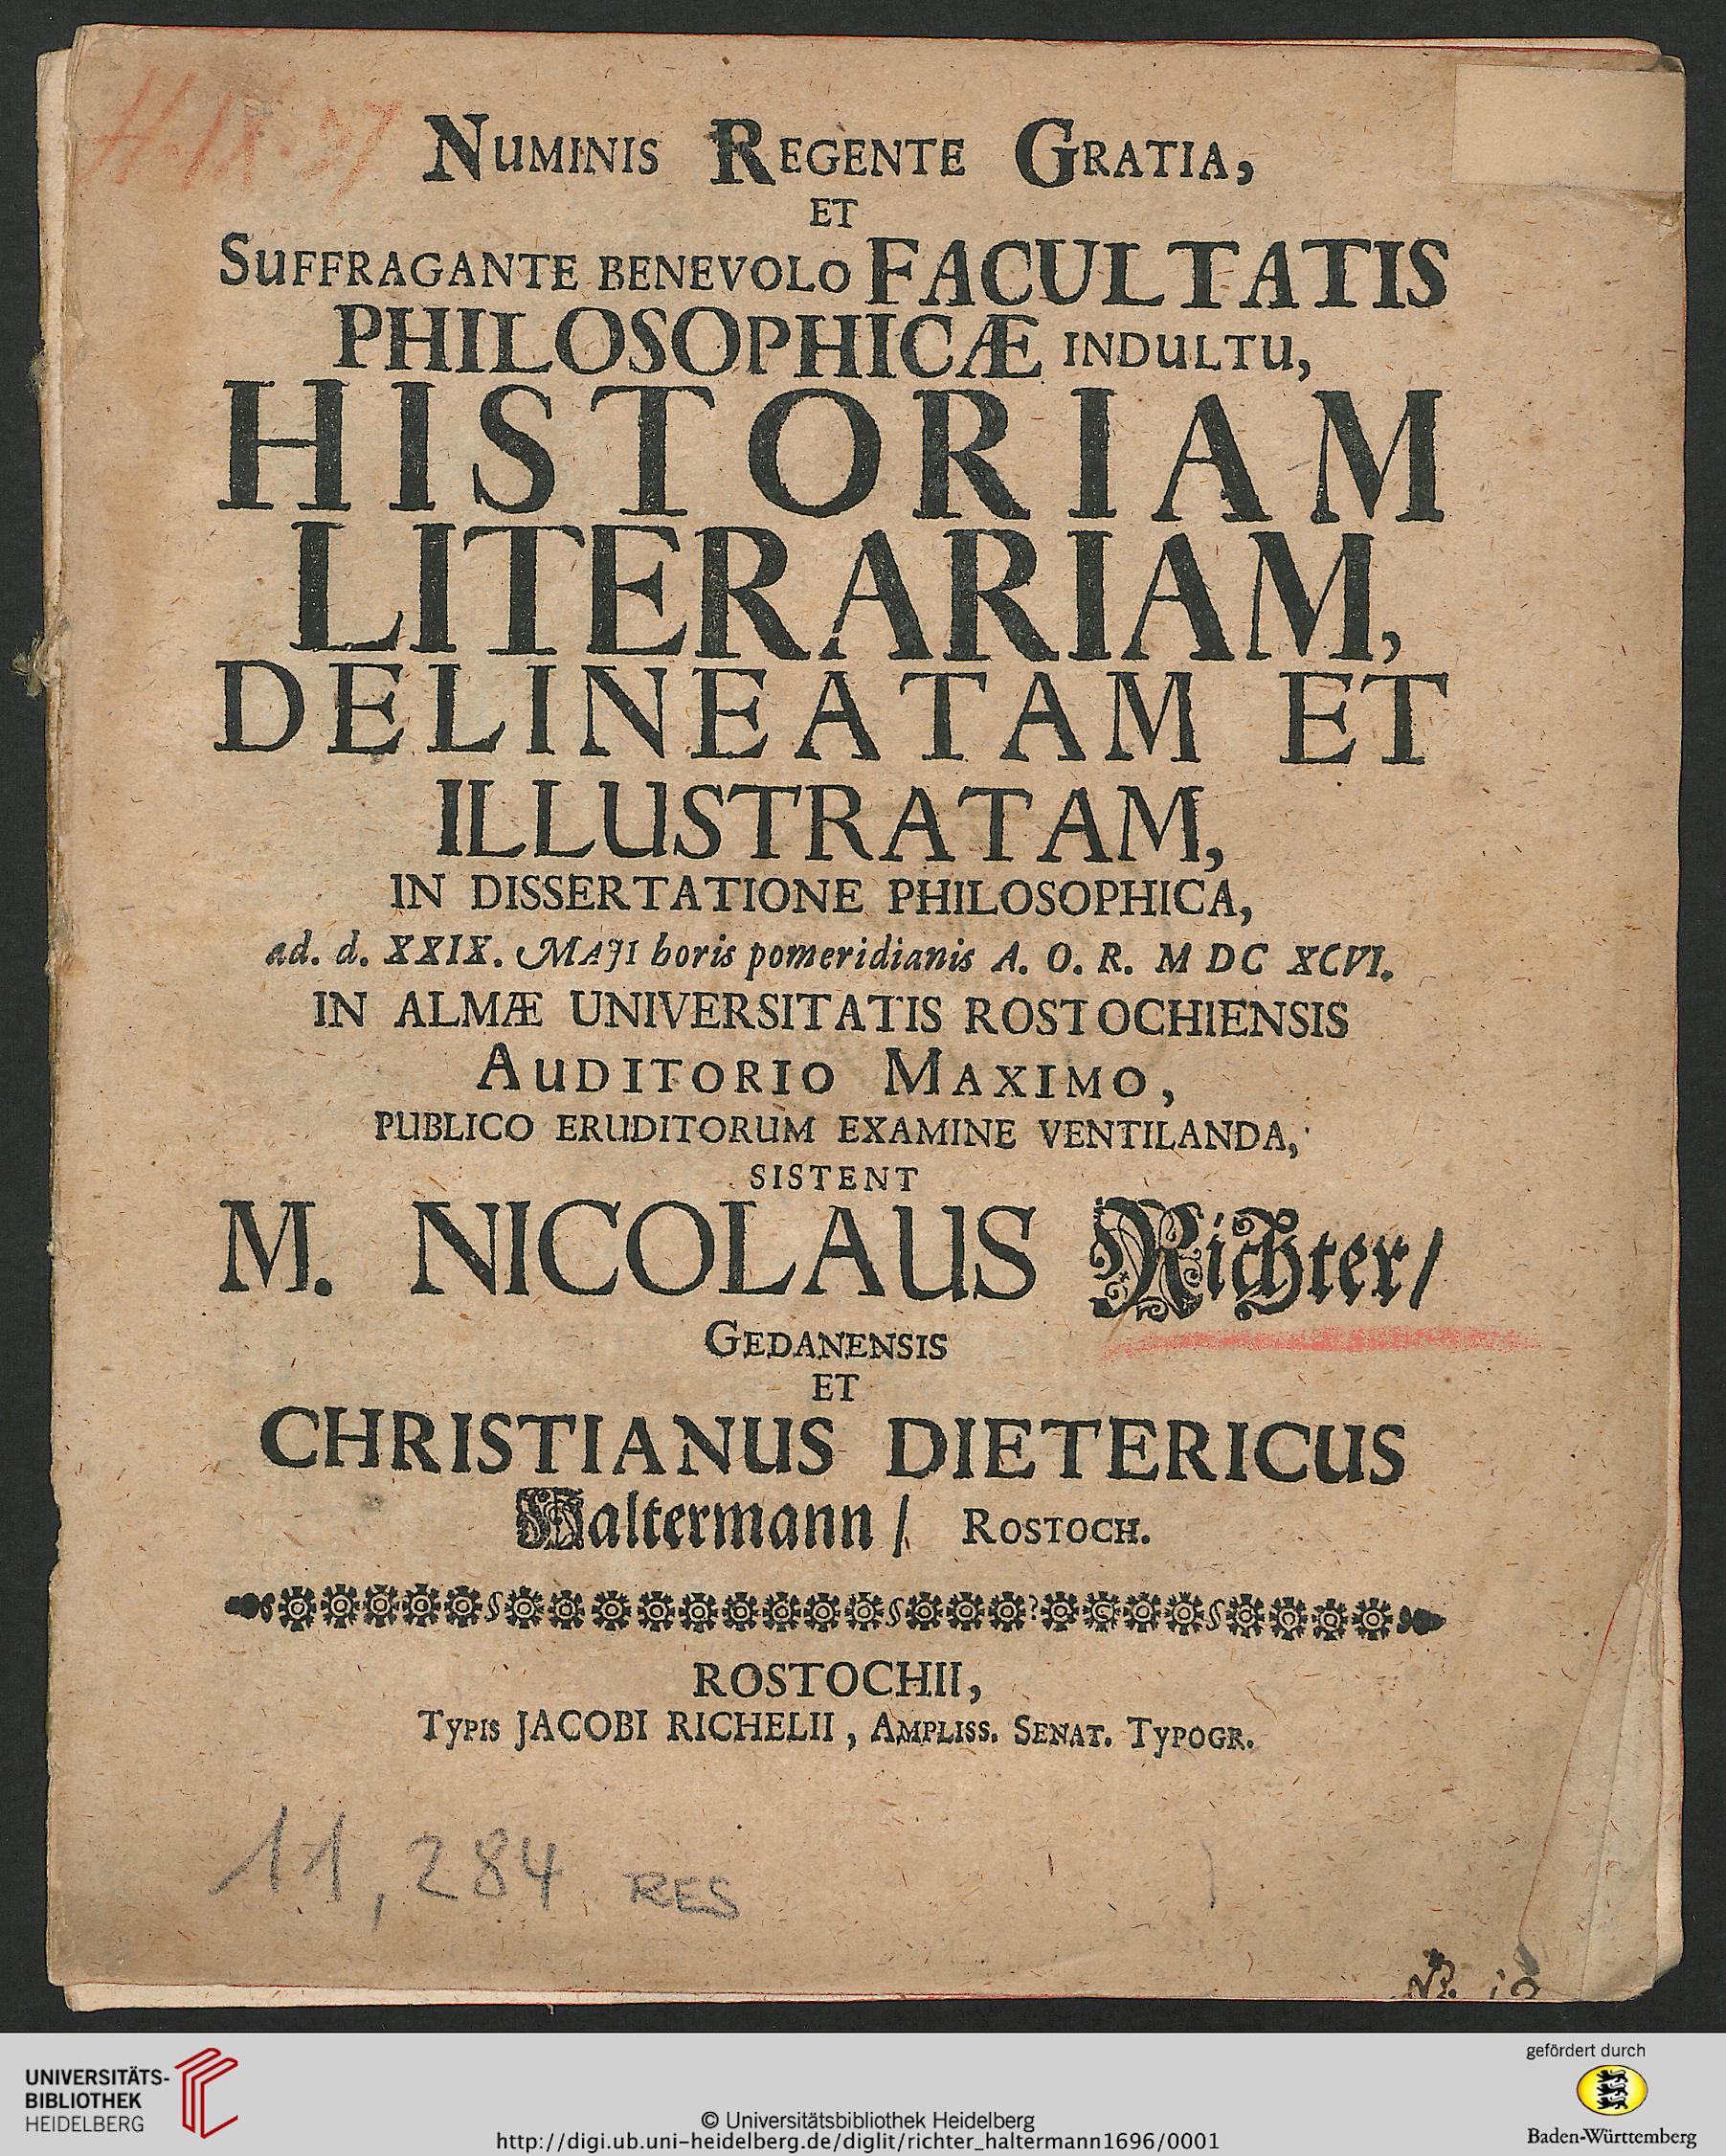 H. IX. 37
NUMINIS REGENTE GRATIA,
ET
SUFFRAGANTE BENEVOLO FACULTATIS
PHILOSOPHICÆ INDULTU,
HISTORIAM
LITERARIAM,
DELINEATAM ET
ILLUSTRATAM,
IN DISSERTATIONE PHILOSOPHICA,
ad. d. XXIX. MAJI horis pomeridianis A. O. R. M DC XCVI.
IN ALMÆ UNIVERSITATIS ROSTOCHIENSIS
AUDITORIO MAXIMO,
PUBLICO ERUDITORUM EXAMINE VENTILANDA,
SISTENT
M. NICOLAUS Richter/
GEDANENSIS
ET
CHRISTIANUS DIETERICUS
Haltermann/ ROSTOCH.
ROSTOCHII,
Typis JACOBI RICHELII, AMPLISS. SENAT. TYPOGR.
11,284 RES
N. 10
UNIVERSITÄTS-
BIBLIOTHEK
HEIDELBERG
© Universitätsbibliothek Heidelberg
http://digi.ub.uni-heidelberg.de/diglit/richter_haltermann1696/0001
gefördert durch
Baden-Württemberg